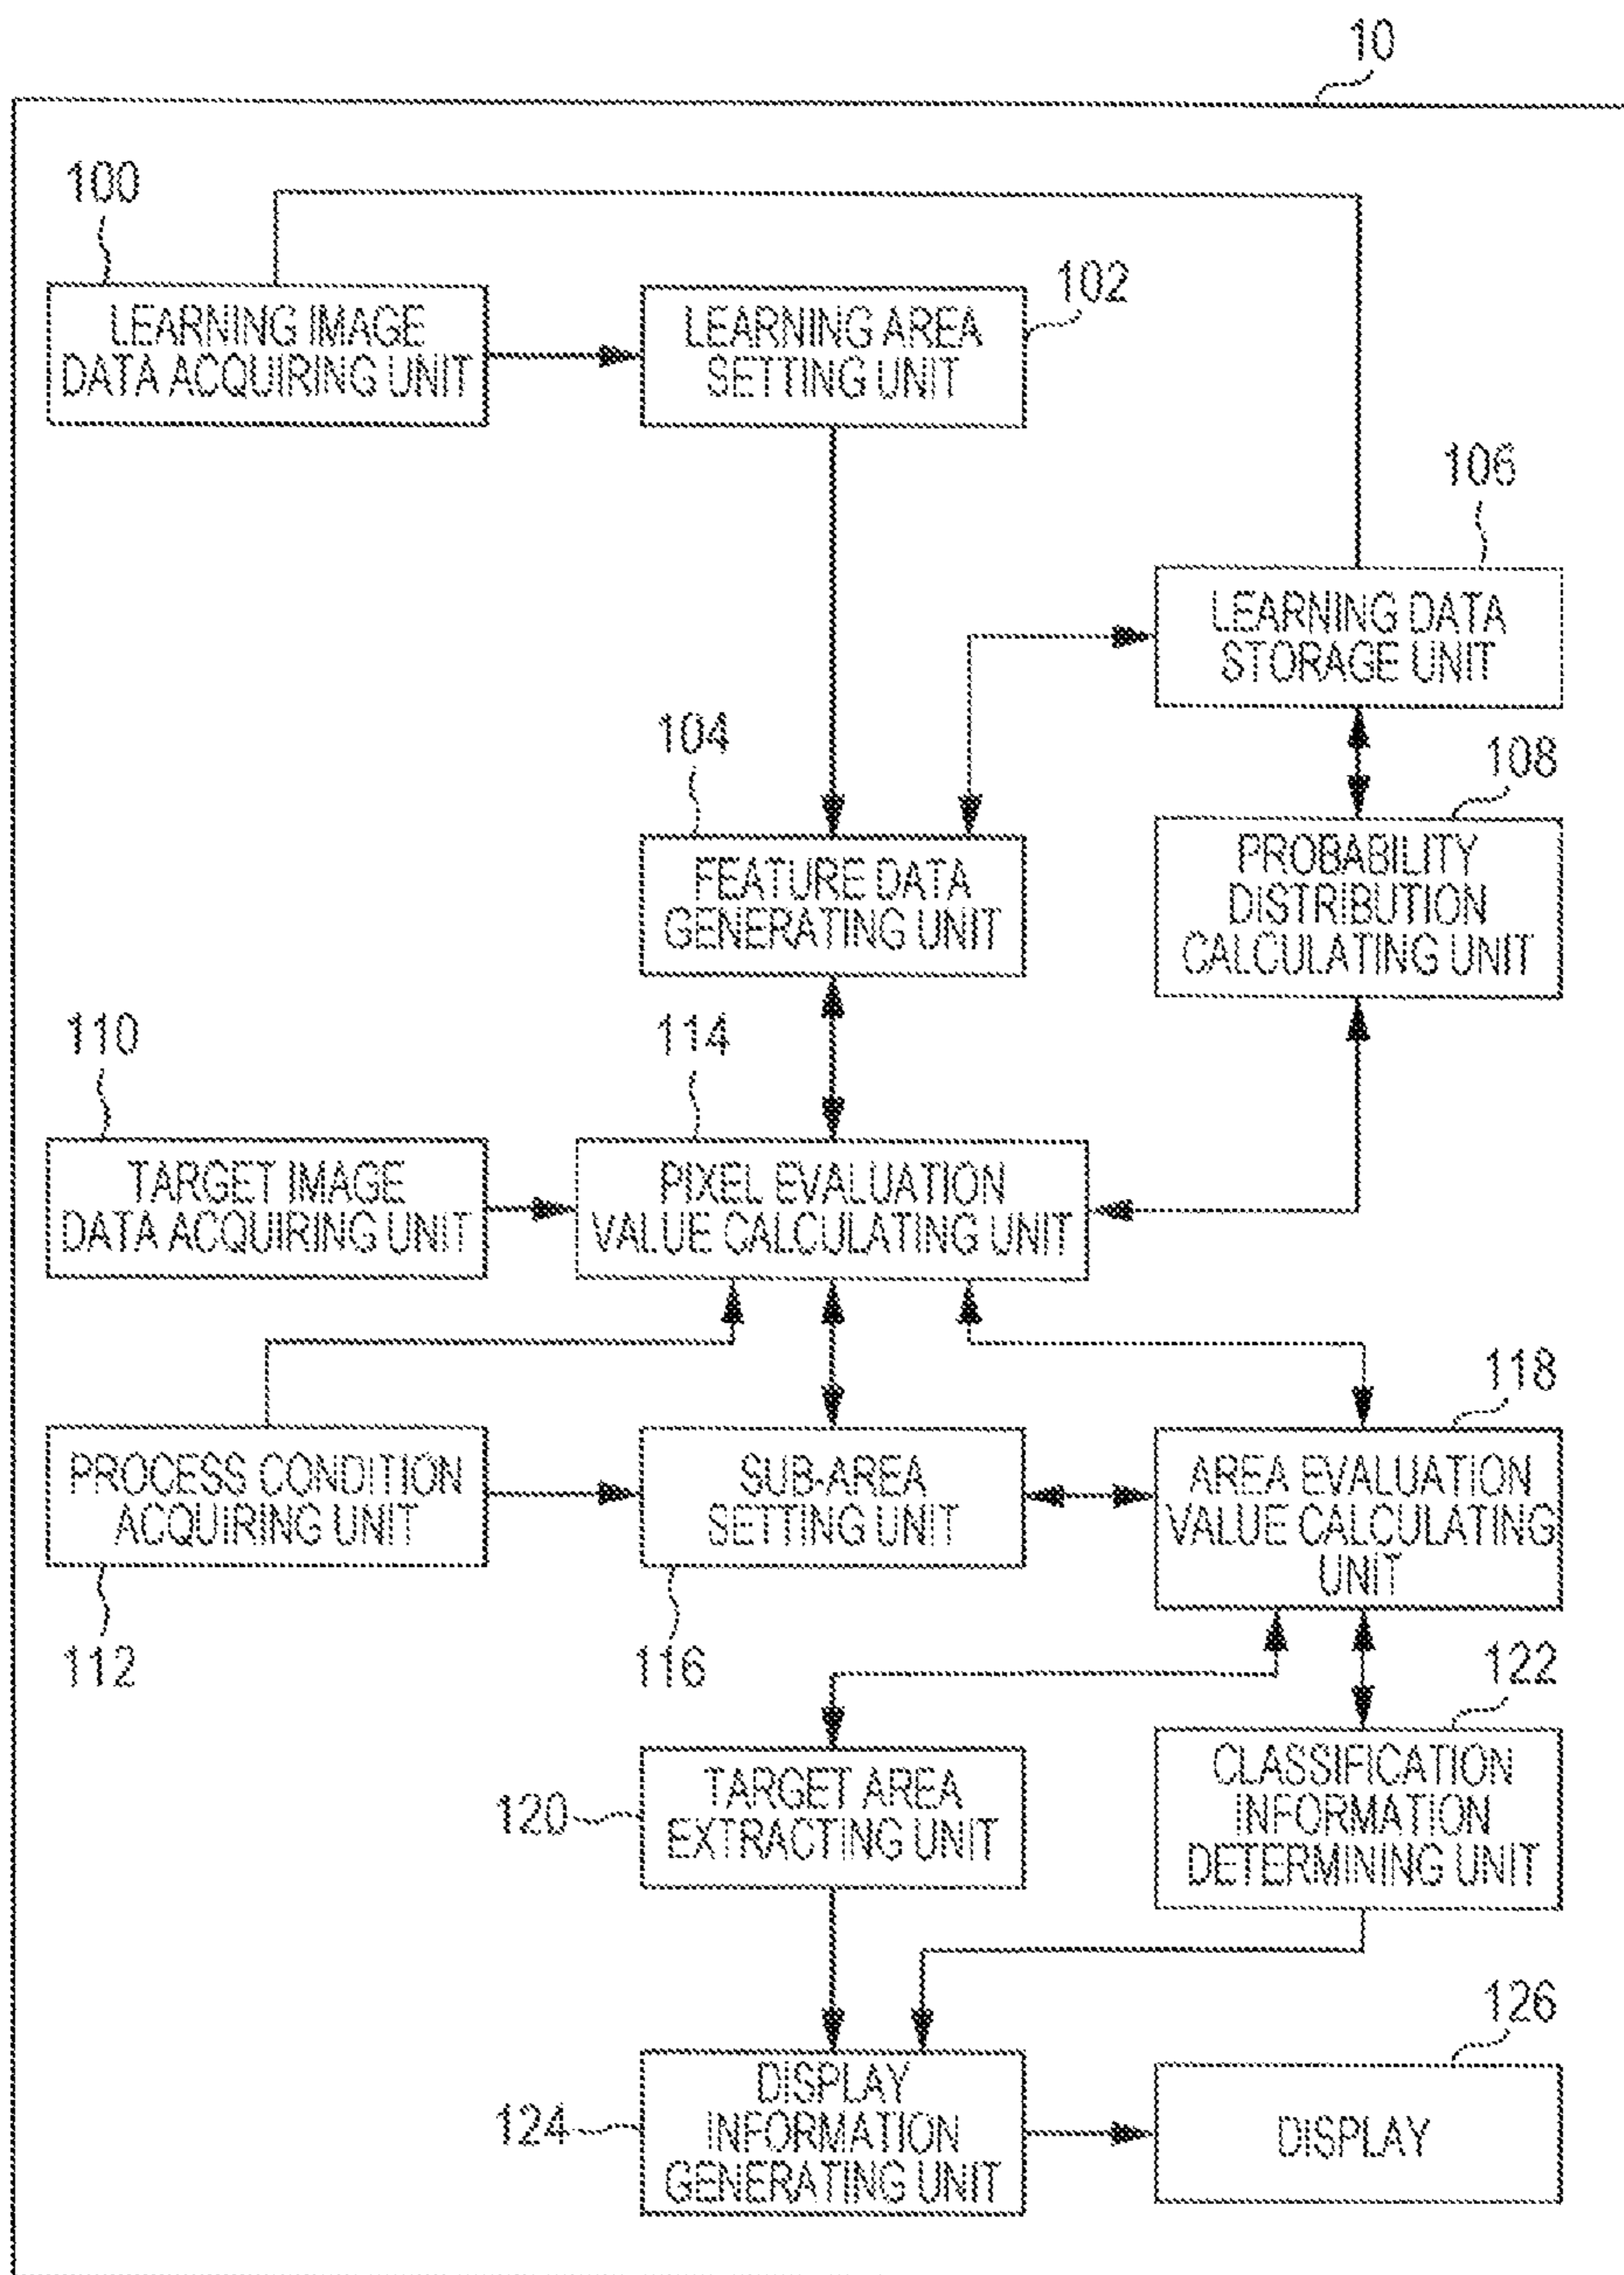 10
100
LEARNING IMAGE
DATA ACQUIRING UNIT
LEARNING AREA
SETTING UNIT
102
106
LEARNING DATA
STORAGE UNIT
104
FEATURE DATA
GENERATING UNIT
108
PROBABILITY
DISTRIBUTION
CALCULATING UNIT
110
TARGET IMAGE
DATA ACQUIRING UNIT
114
PIXEL EVALUATION
VALUE CALCULATING UNIT
PROCESS CONDITION
ACQUIRING UNIT
112
SUB-AREA
SETTING UNIT
116
118
AREA EVALUATION
VALUE CALCULATING
UNIT
120
TARGET AREA
EXTRACTING UNIT
122
CLASSIFICATION
INFORMATION
DETERMINING UNIT
124
DISPLAY
INFORMATION
GENERATING UNIT
126
DISPLAY